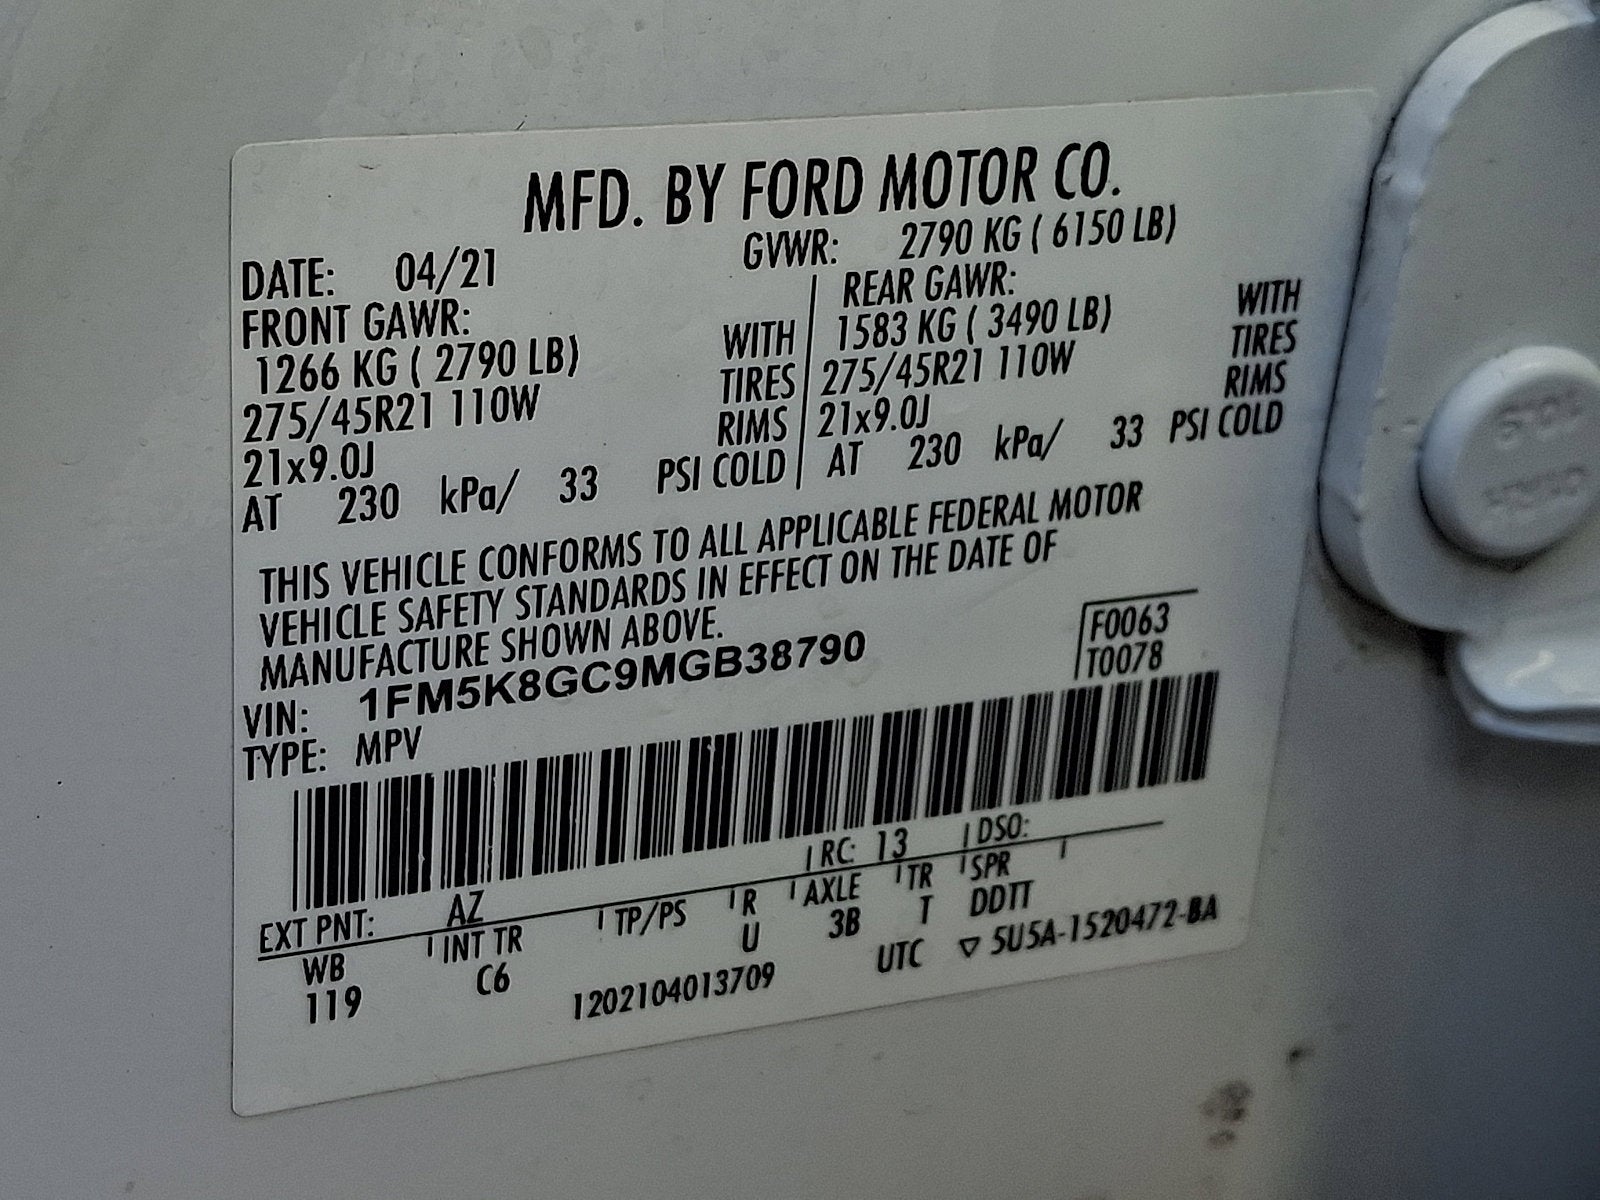 MFD. BY FORD MOTOR CO.
DATE: 04/21 GVWR: 2790 KG ( 6150 LB)
FRONT GAWR:
1266 KG ( 2790 LB) WITH
275/45R21 110W TIRES
21x9.0J RIMS
AT 230 kPa/ 33 PSI COLD
REAR GAWR:
1583 KG ( 3490 LB) WITH
275/45R21 110W TIRES
21x9.0J RIMS
AT 230 kPa/ 33 PSI COLD
THIS VEHICLE CONFORMS TO ALL APPLICABLE FEDERAL MOTOR
VEHICLE SAFETY STANDARDS IN EFFECT ON THE DATE OF
MANUFACTURE SHOWN ABOVE.
F0063
T0078
VIN: 1FM5K8GC9MGB38790
TYPE: MPV
EXT PNT: AZ RC: 13 DSO:
WB INT TR TP/PS R AXLE TR SPR
119 C6 U 3B T DDTT
1202104013709 UTC ▽ 5U5A-1520472-BA